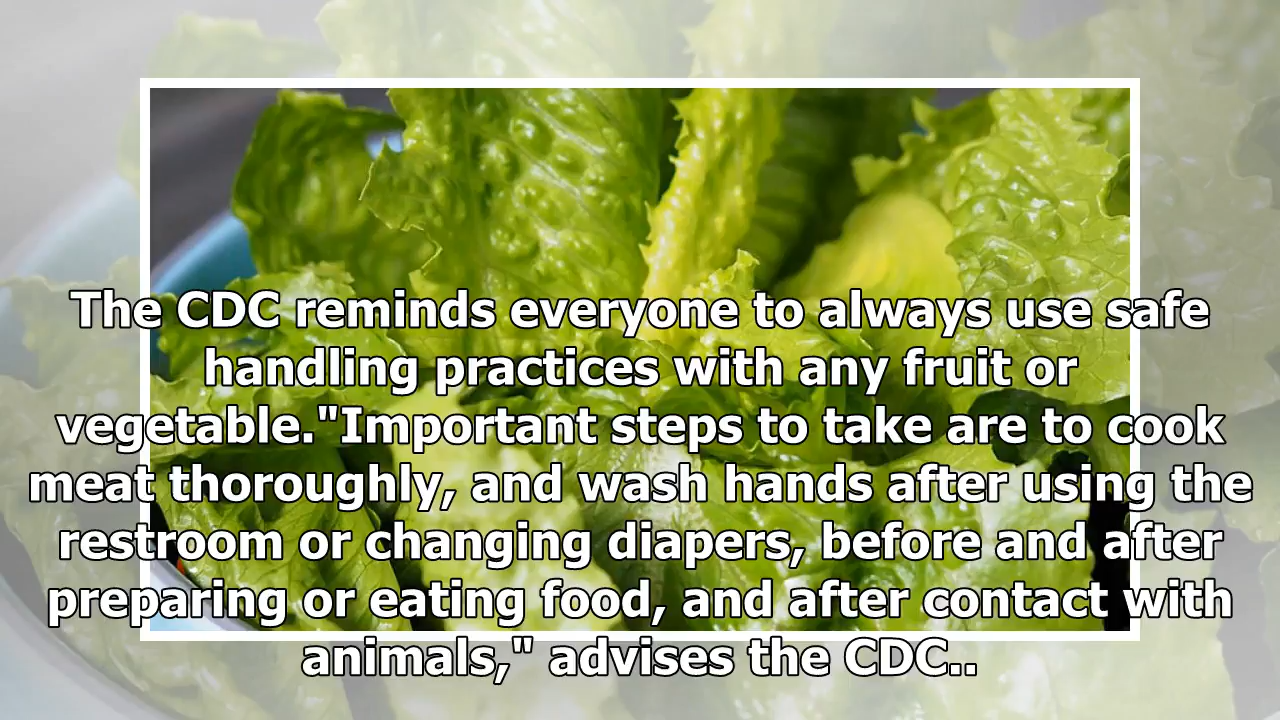 The CDC reminds everyone to always use safe
handling practices with any fruit or
vegetable."Important steps to take are to cook
meat thoroughly, and wash hands after using the
restroom or changing diapers, before and after
preparing or eating food, and after contact with
animals," advises the CDC..